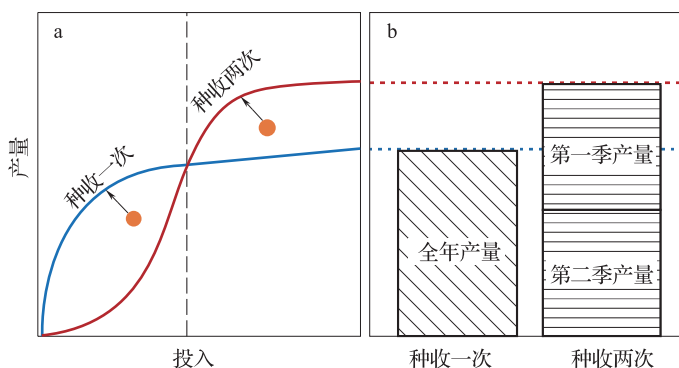 a
种收一次
种收两次
产量
投入
b
全年产量
第一季产量
第二季产量
种收一次
种收两次